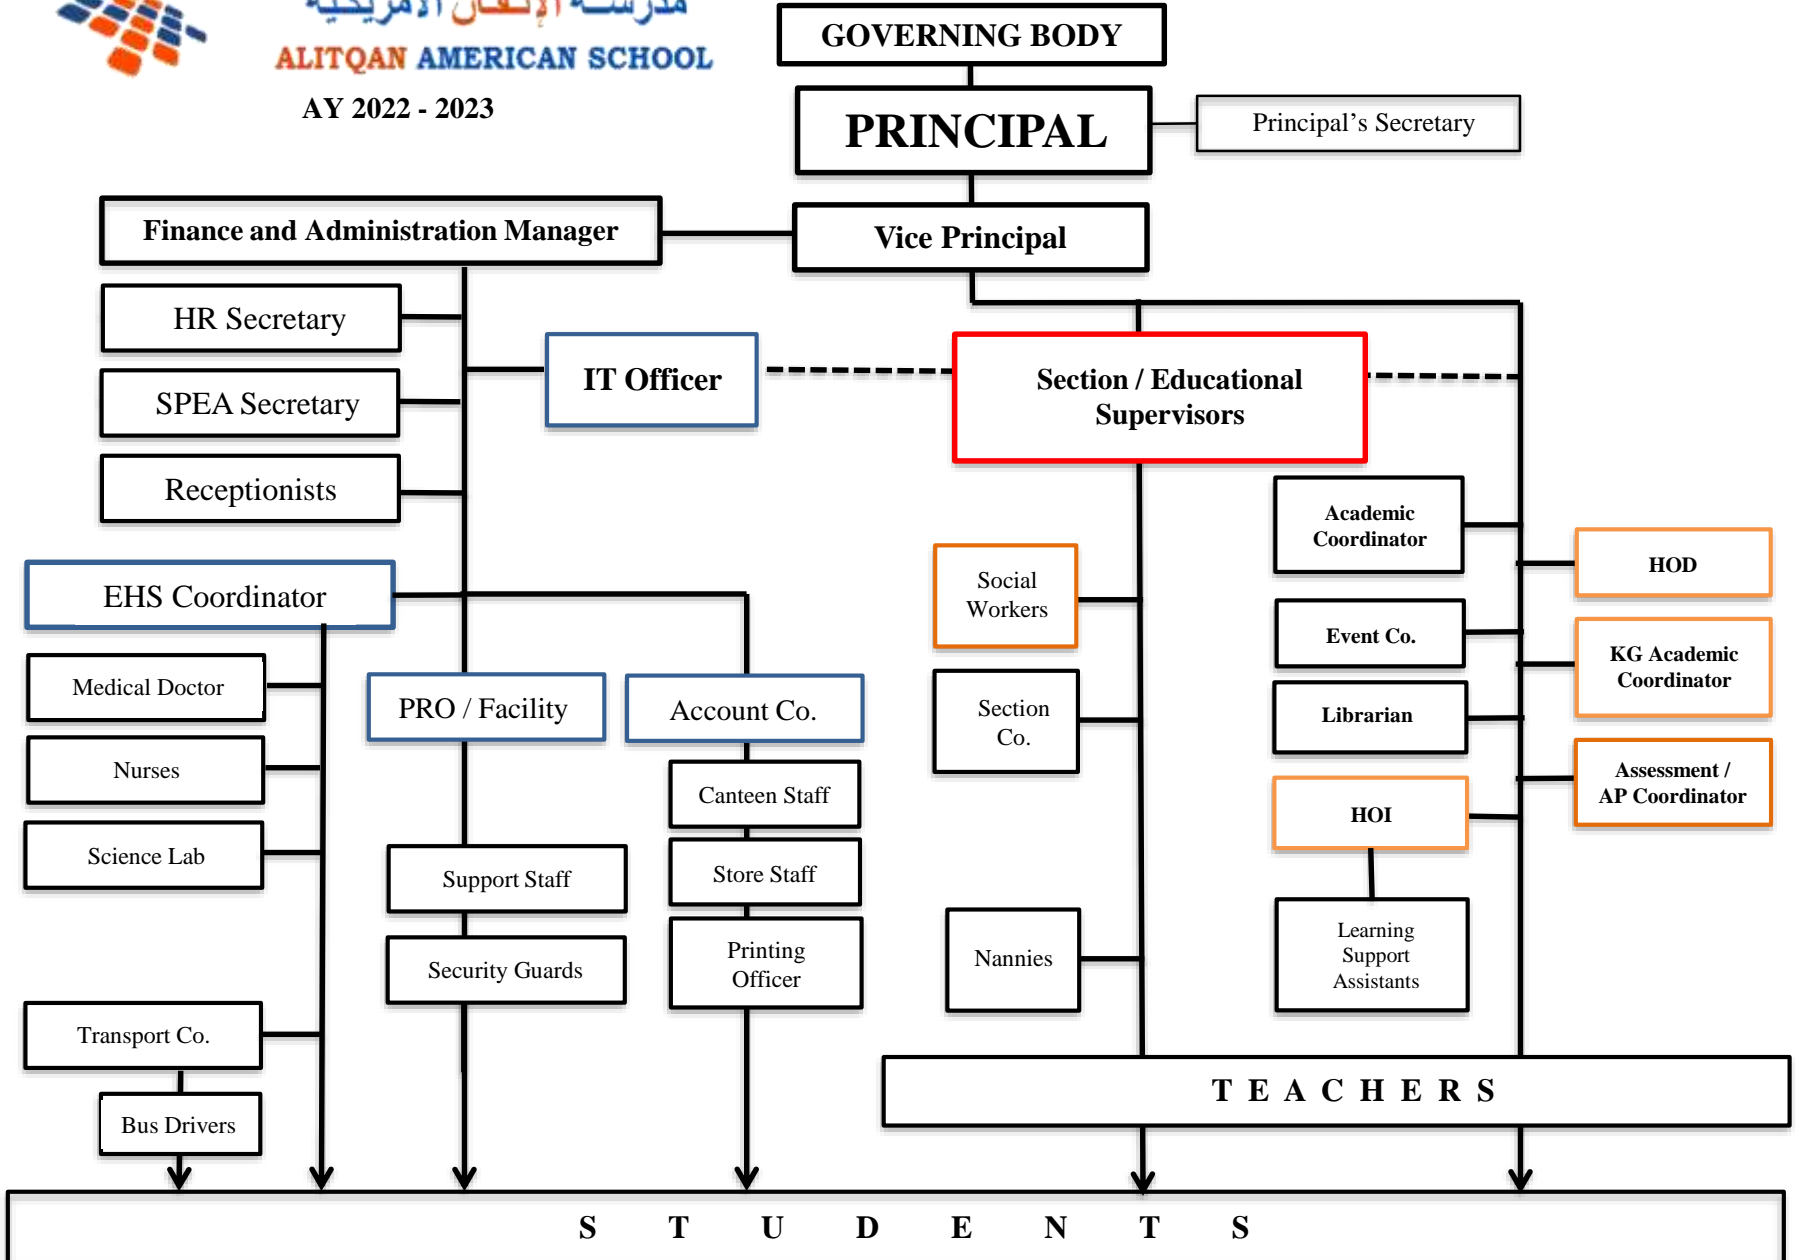 مدرسة الإتقان الأمريكية
ALITQAN AMERICAN SCHOOL
AY 2022 - 2023
GOVERNING BODY
PRINCIPAL
Principal’s Secretary
Finance and Administration Manager
Vice Principal
HR Secretary
SPEA Secretary
Receptionists
IT Officer
Section / Educational
Supervisors
EHS Coordinator
Medical Doctor
Nurses
Science Lab
Transport Co.
Bus Drivers
PRO / Facility
Support Staff
Security Guards
Account Co.
Canteen Staff
Store Staff
Printing
Officer
Social
Workers
Section
Co.
Nannies
Academic
Coordinator
Event Co.
Librarian
HOI
Learning
Support
Assistants
HOD
KG Academic
Coordinator
Assessment /
AP Coordinator
T E A C H E R S
S T U D E N T S